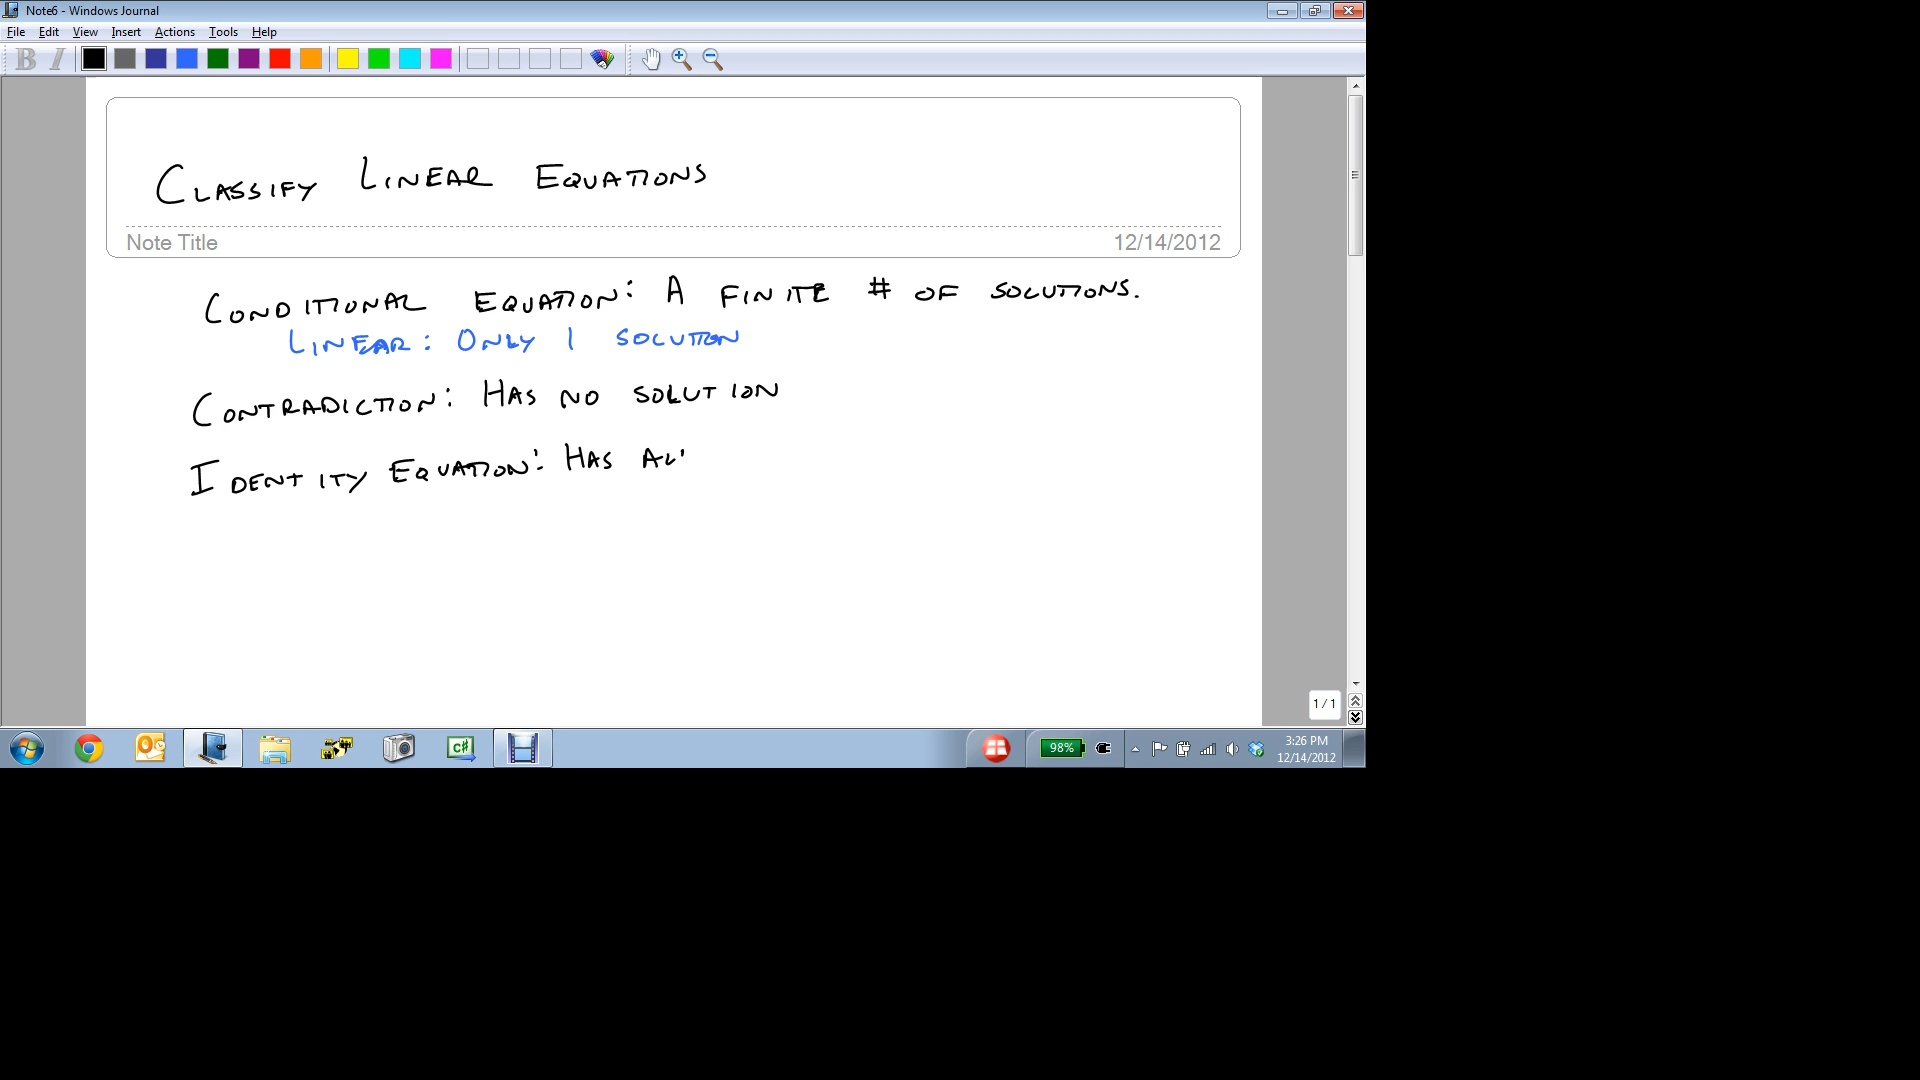 Note6 - Windows Journal
File Edit View Insert Actions Tools Help
B I
CLASSIFY LINEAR EQUATIONS
Note Title 12/14/2012
CONDITIONAL EQUATION: A FINITE # OF SOLUTIONS.
LINEAR: ONLY 1 SOLUTION
CONTRADICTION: HAS NO SOLUTION
IDENTITY EQUATION: HAS
1 / 1
C#
98%
3:26 PM
12/14/2012